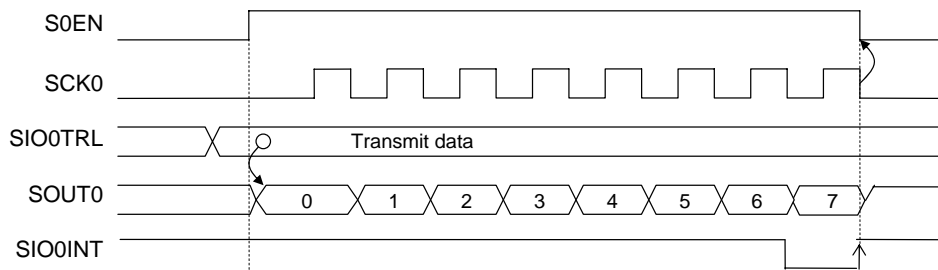 S0EN
SCK0
SIO0TRL
Transmit data
SOUT0
0 1 2 3 4 5 6 7
SIO0INT